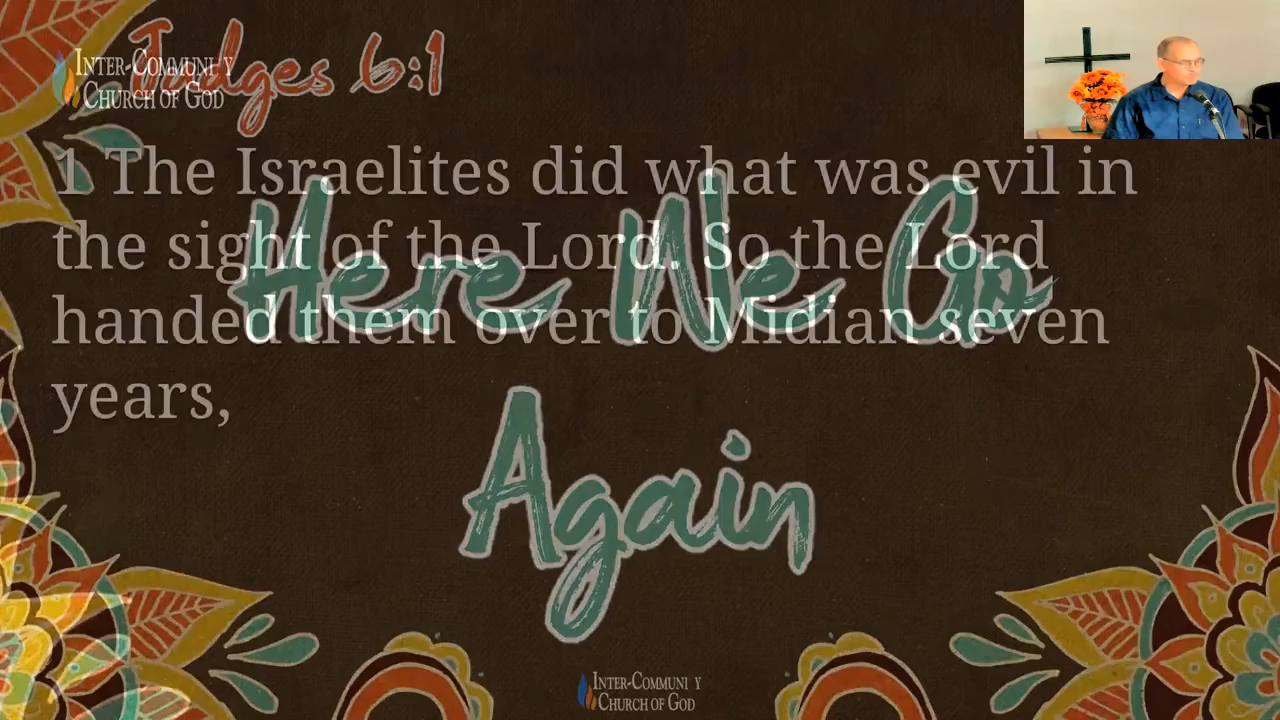 Judges 6:1
INTER-COMMUNI Y
CHURCH OF GOD
1 The Israelites did what was evil in
the sight of the Lord. So the Lord
handed them over to Midian seven
years,
Here We Go
Again
INTER-COMMUNI Y
CHURCH OF GOD